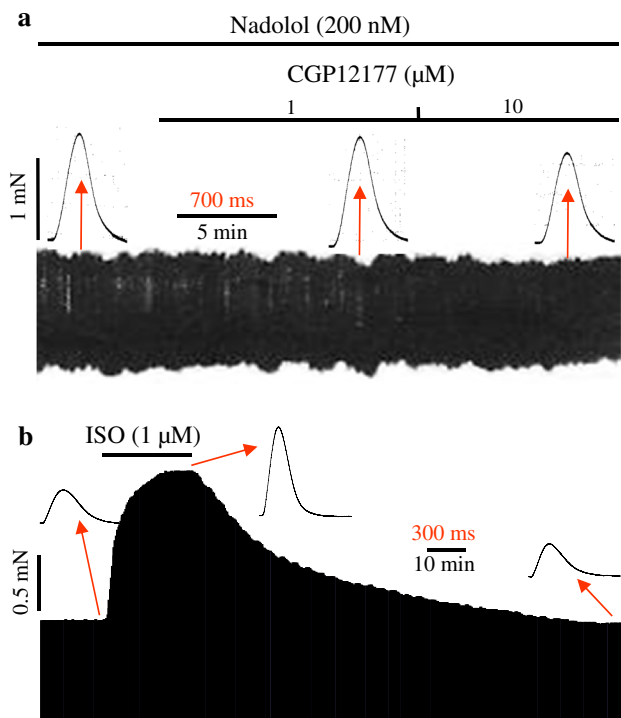 a
Nadolol (200 nM)
CGP12177 (µM)
1 10
1 mN
700 ms
5 min
b
ISO (1 µM)
0.5 mN
300 ms
10 min